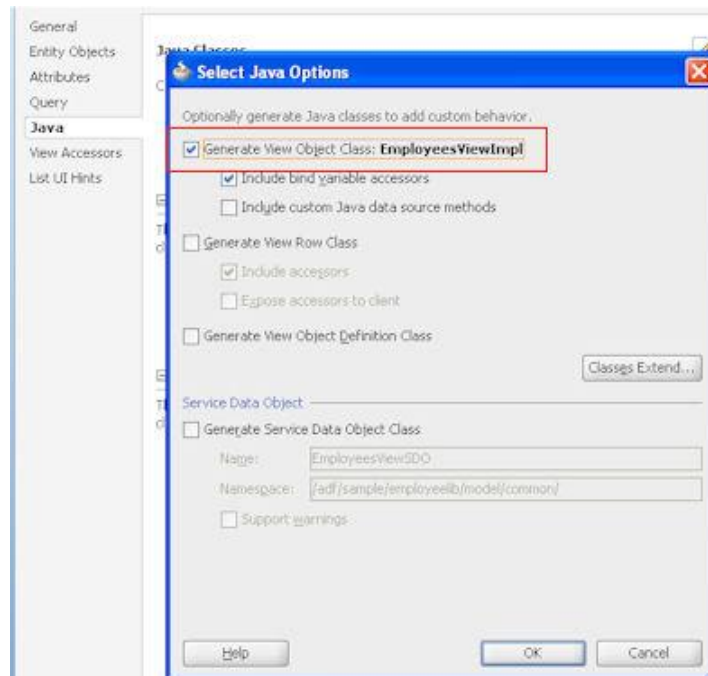 General
Entity Objects
Attributes
Query
Java
View Accessors
List UI Hints
Java Classes
Select Java Options
Optionally generate Java classes to add custom behavior.
Generate View Object Class: EmployeesViewImpl
Include bind variable accessors
Include custom Java data source methods
Generate View Row Class
Include accessors
Expose accessors to client
Generate View Object Definition Class
Classes Extend...
Service Data Object
Generate Service Data Object Class
Name: EmployeesViewSDO
Namespace: /adf/sample/employeelib/model/common/
Support warnings
Help OK Cancel